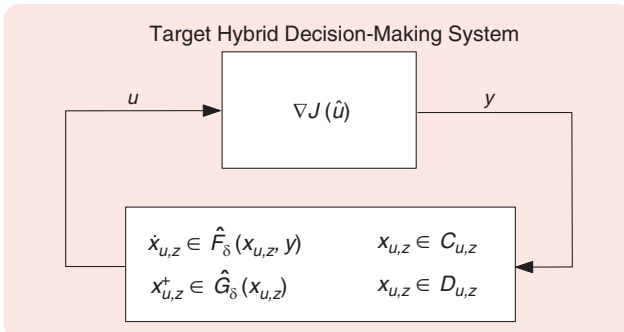 Target Hybrid Decision-Making System
u
y
∇J (û)
ẋ_{u,z} ∈ F̂_δ (x_{u,z}, y)    x_{u,z} ∈ C_{u,z}
x⁺_{u,z} ∈ Ĝ_δ (x_{u,z})    x_{u,z} ∈ D_{u,z}